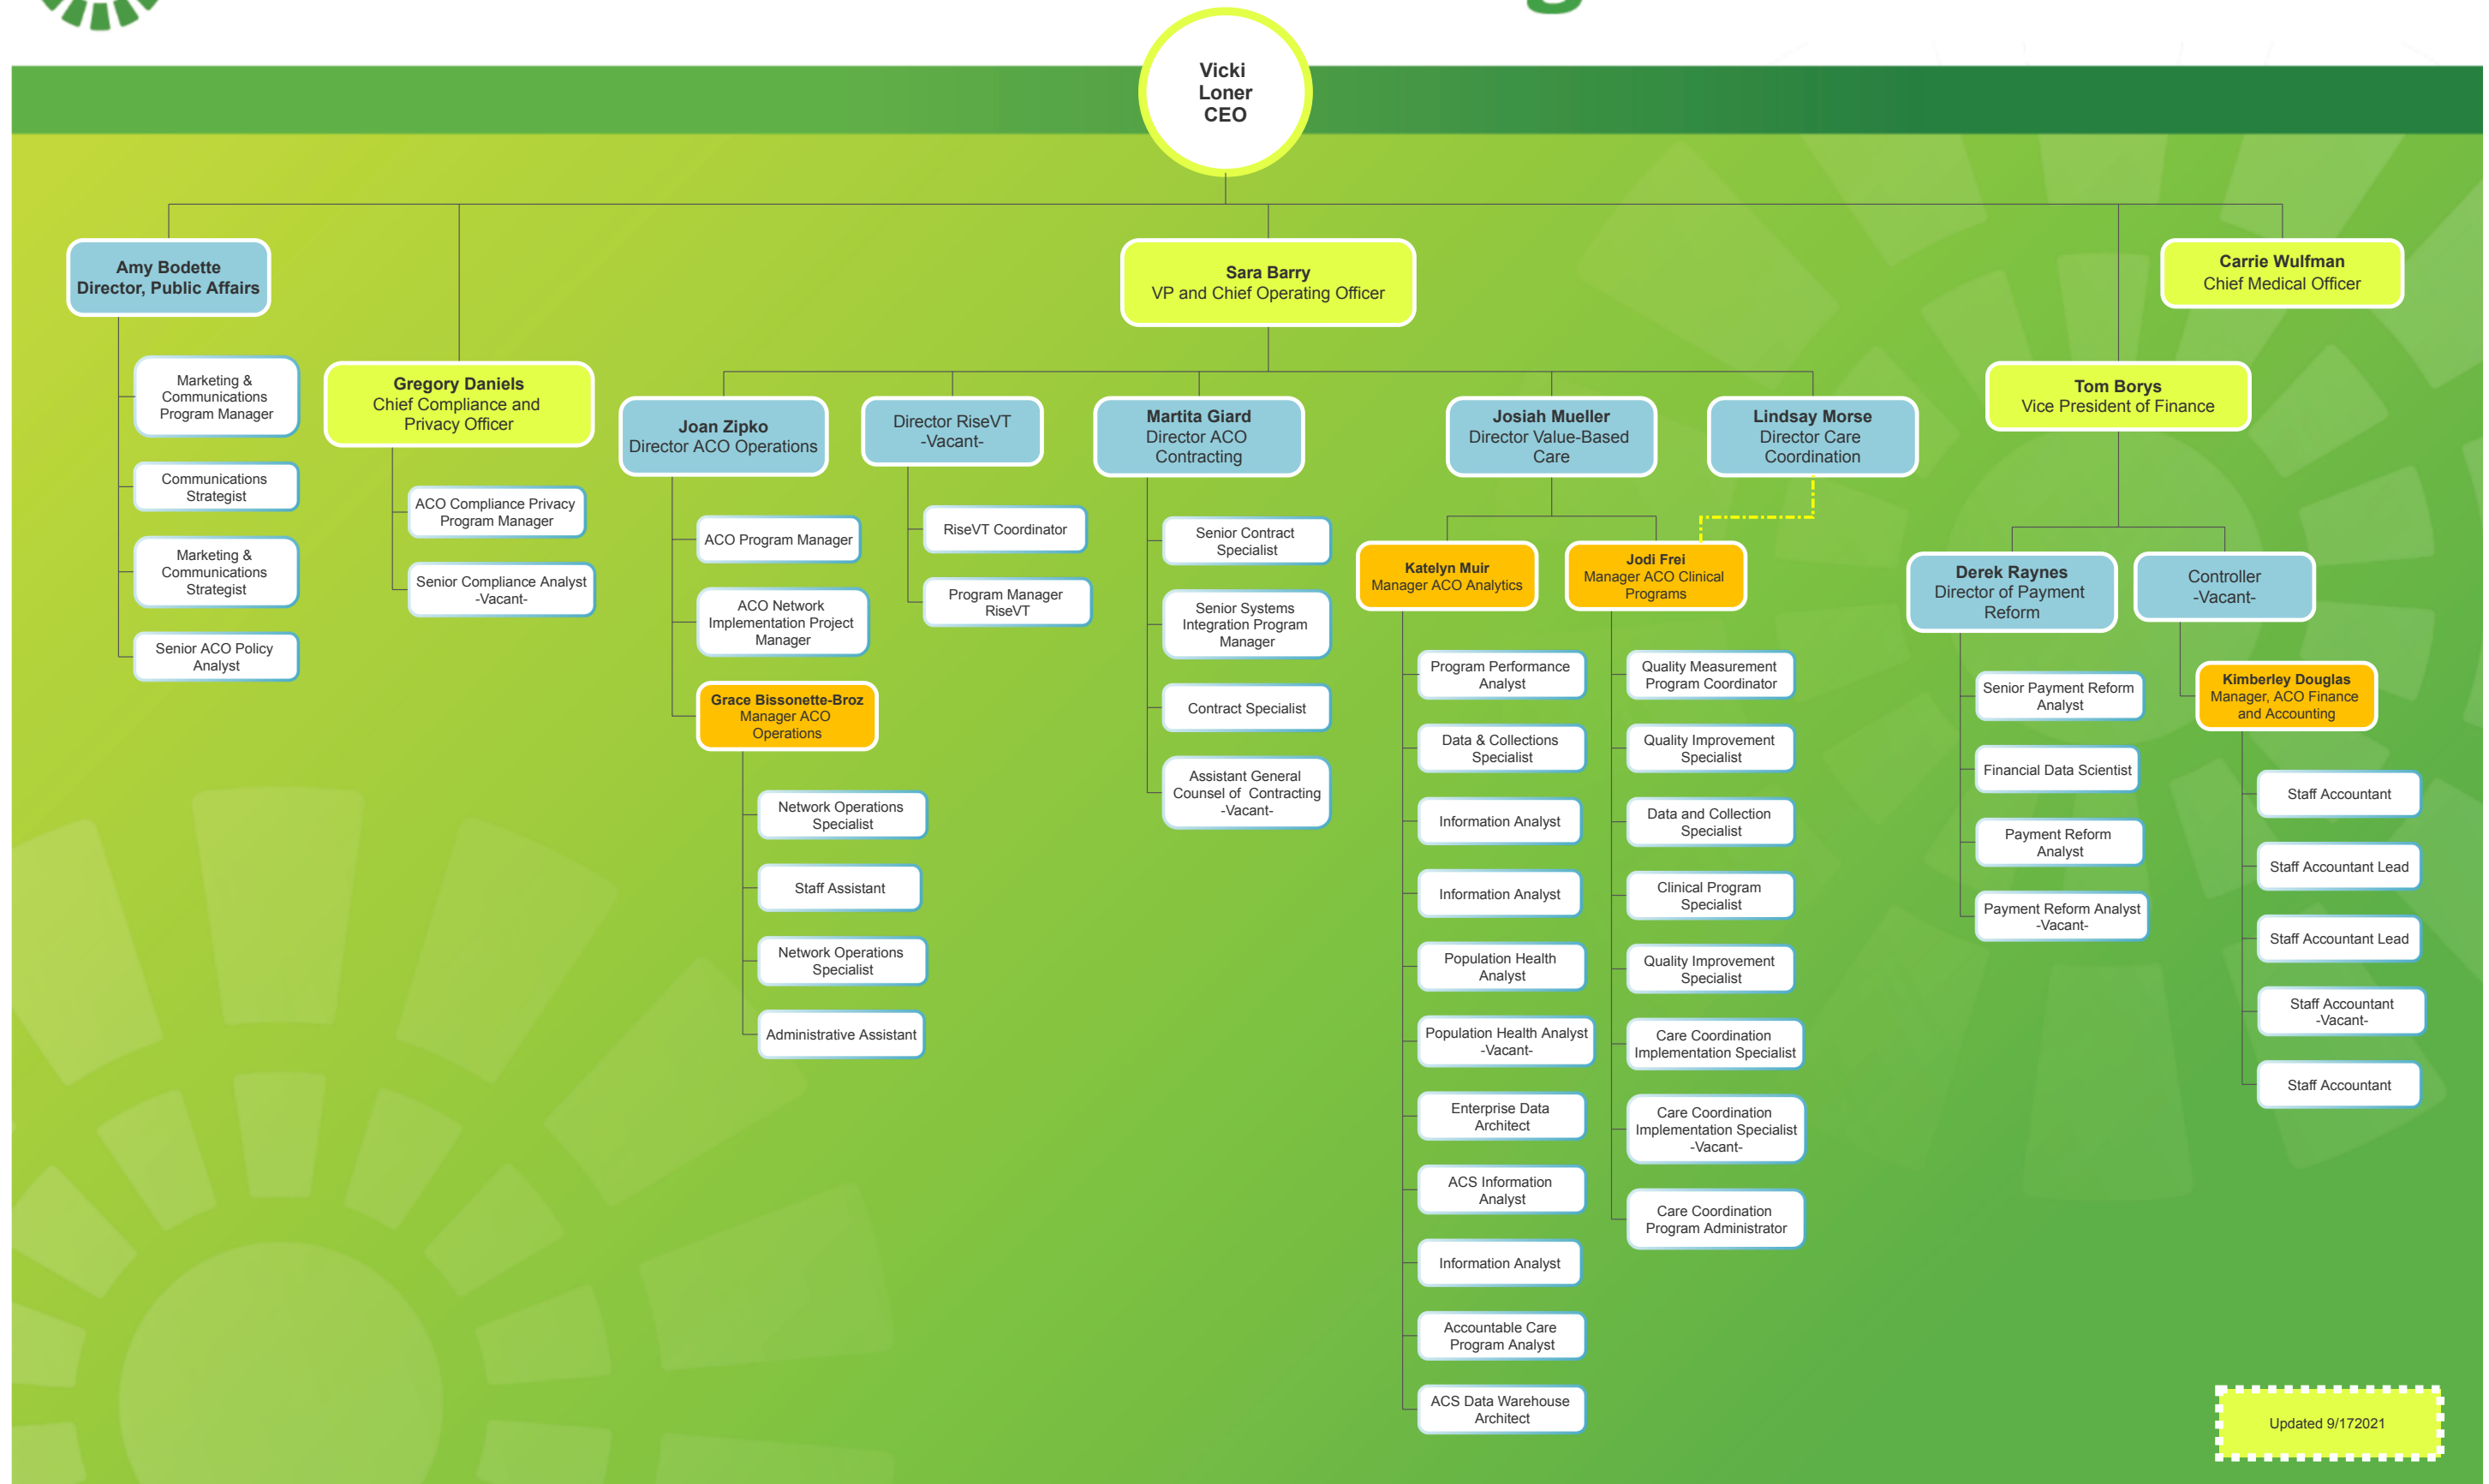 Vicki
Loner
CEO
Amy Bodette
Director, Public Affairs
Marketing &
Communications
Program Manager
Communications
Strategist
Marketing &
Communications
Strategist
Senior ACO Policy
Analyst
Gregory Daniels
Chief Compliance and
Privacy Officer
ACO Compliance Privacy
Program Manager
Senior Compliance Analyst
-Vacant-
Sara Barry
VP and Chief Operating Officer
Joan Zipko
Director ACO Operations
ACO Program Manager
ACO Network
Implementation Project
Manager
Grace Bissonette-Broz
Manager ACO
Operations
Network Operations
Specialist
Staff Assistant
Network Operations
Specialist
Administrative Assistant
Director RiseVT
-Vacant-
RiseVT Coordinator
Program Manager
RiseVT
Martita Giard
Director ACO
Contracting
Senior Contract
Specialist
Senior Systems
Integration Program
Manager
Contract Specialist
Assistant General
Counsel of Contracting
-Vacant-
Josiah Mueller
Director Value-Based
Care
Katelyn Muir
Manager ACO Analytics
Program Performance
Analyst
Data & Collections
Specialist
Information Analyst
Information Analyst
Population Health
Analyst
Population Health Analyst
-Vacant-
Enterprise Data
Architect
ACS Information
Analyst
Information Analyst
Accountable Care
Program Analyst
ACS Data Warehouse
Architect
Jodi Frei
Manager ACO Clinical
Programs
Quality Measurement
Program Coordinator
Quality Improvement
Specialist
Data and Collection
Specialist
Clinical Program
Specialist
Quality Improvement
Specialist
Care Coordination
Implementation Specialist
Care Coordination
Implementation Specialist
-Vacant-
Care Coordination
Program Administrator
Lindsay Morse
Director Care
Coordination
Tom Borys
Vice President of Finance
Derek Raynes
Director of Payment
Reform
Senior Payment Reform
Analyst
Financial Data Scientist
Payment Reform
Analyst
Payment Reform Analyst
-Vacant-
Controller
-Vacant-
Kimberley Douglas
Manager, ACO Finance
and Accounting
Staff Accountant
Staff Accountant Lead
Staff Accountant Lead
Staff Accountant
-Vacant-
Staff Accountant
Carrie Wulfman
Chief Medical Officer
Updated 9/172021